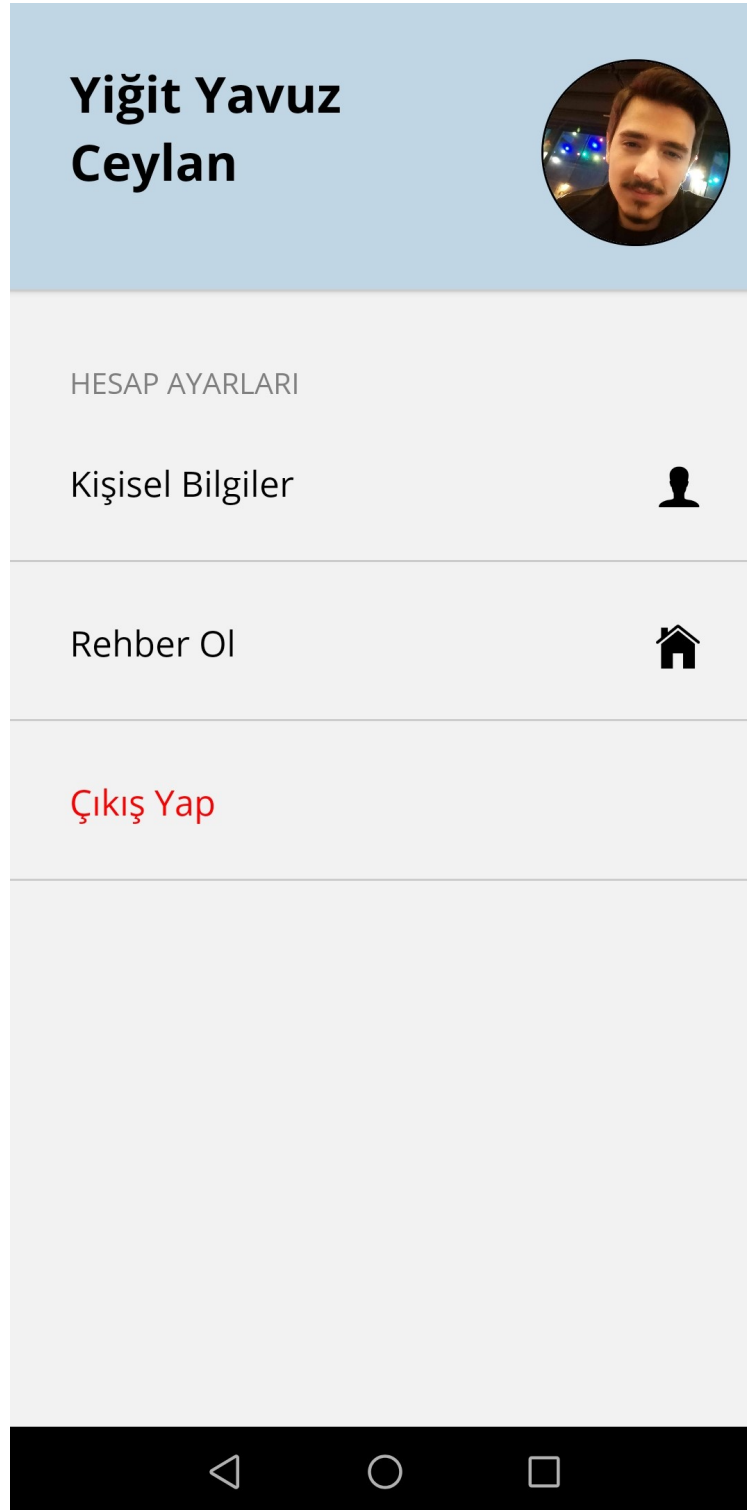 Yiğit Yavuz
Ceylan
HESAP AYARLARI
Kişisel Bilgiler
Rehber Ol
Çıkış Yap